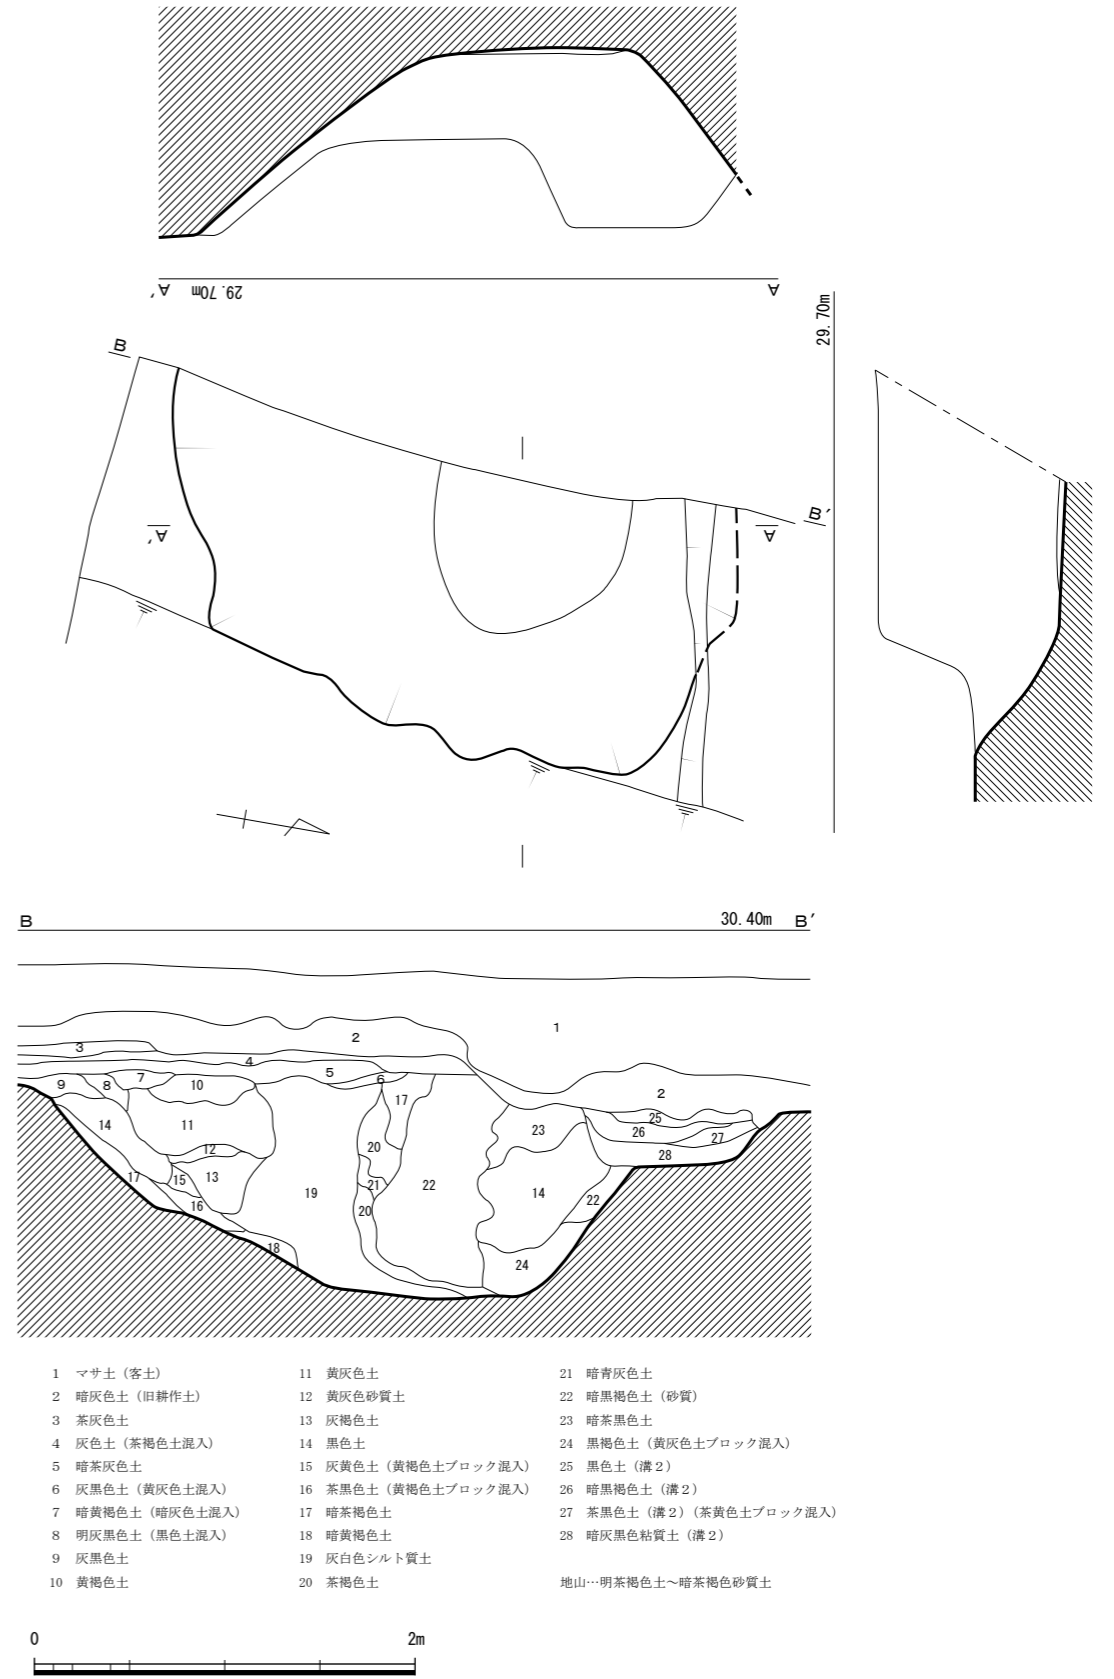 A′ 29.70m A
29.70m
B
B′
A′ A
B 30.40m B′
1
2
3
4
5
2
9 8 7 10 6
17
25
14 11 23 26 27
12 20 28
17 15 13 21 22 14
16 19 20 22
18 24
1 マサ土（客土）
2 暗灰色土（旧耕作土）
3 茶灰色土
4 灰色土（茶褐色土混入）
5 暗茶灰色土
6 灰黒色土（黄灰色土混入）
7 暗黄褐色土（暗灰色土混入）
8 明灰黒色土（黒色土混入）
9 灰黒色土
10 黄褐色土
11 黄灰色土
12 黄灰色砂質土
13 灰褐色土
14 黒色土
15 灰黄色土（黄褐色土ブロック混入）
16 茶黒色土（黄褐色土ブロック混入）
17 暗茶褐色土
18 暗黄褐色土
19 灰白色シルト質土
20 茶褐色土
21 暗青灰色土
22 暗黒褐色土（砂質）
23 暗茶黒色土
24 黒褐色土（黄灰色土ブロック混入）
25 黒色土（溝２）
26 暗黒褐色土（溝２）
27 茶黒色土（溝２）（茶黄色土ブロック混入）
28 暗灰黒色粘質土（溝２）
地山…明茶褐色土～暗茶褐色砂質土
0 2m